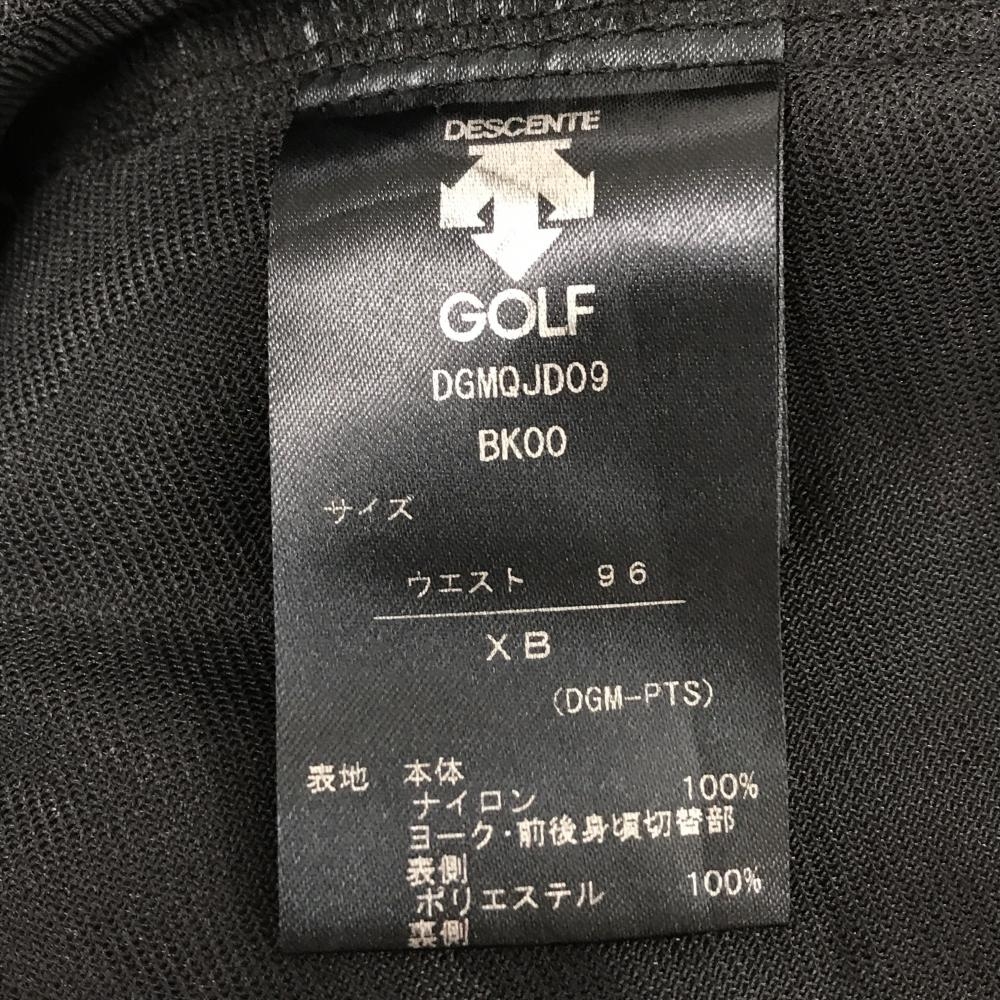 DESCENTE
GOLF
DGMQJD09
BK00
サイズ
ウエスト 96
XB
(DGM-PTS)
表地 本体
ナイロン 100%
ヨーク・前後身頃切替部
表側
ポリエステル 100%
裏側